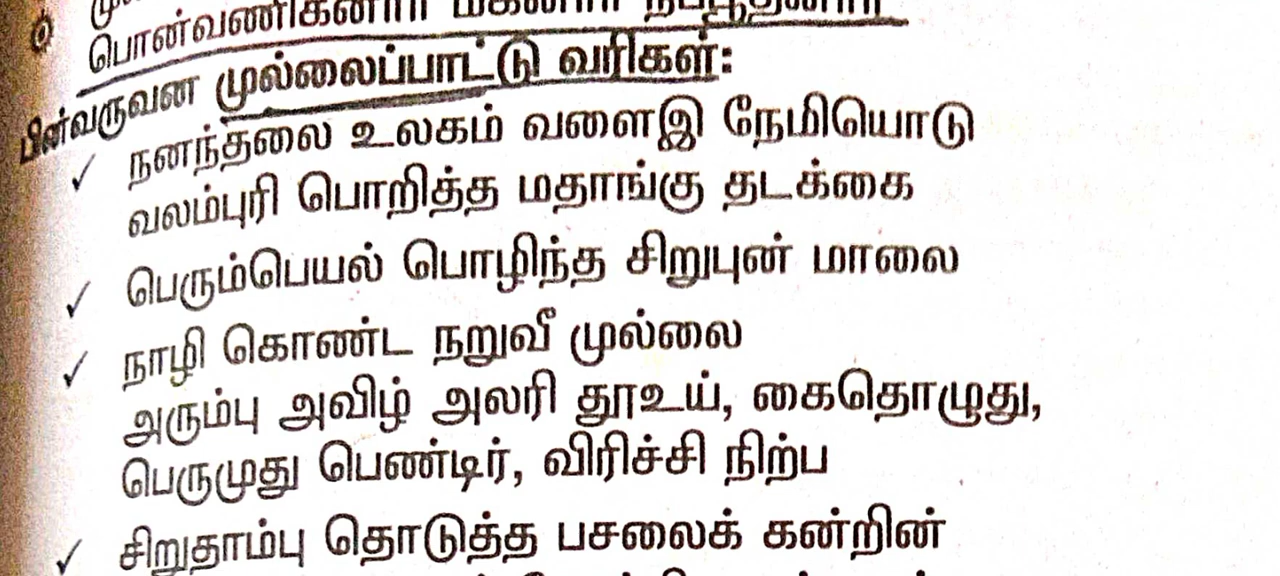 பொன்வணிகனார் மகனார் நப்பூதனார்
பின்வருவன முல்லைப்பாட்டு வரிகள்:
✓ நனந்தலை உலகம் வளைஇ நேமியொடு
வலம்புரி பொறித்த மதாங்கு தடக்கை
✓ பெரும்பெயல் பொழிந்த சிறுபுன் மாலை
✓ நாழி கொண்ட நறுவீ முல்லை
அரும்பு அவிழ் அலரி தூஉய், கைதொழுது,
பெருமுது பெண்டிர், விரிச்சி நிற்ப
✓ சிறுதாம்பு தொடுத்த பசலைக் கன்றின்